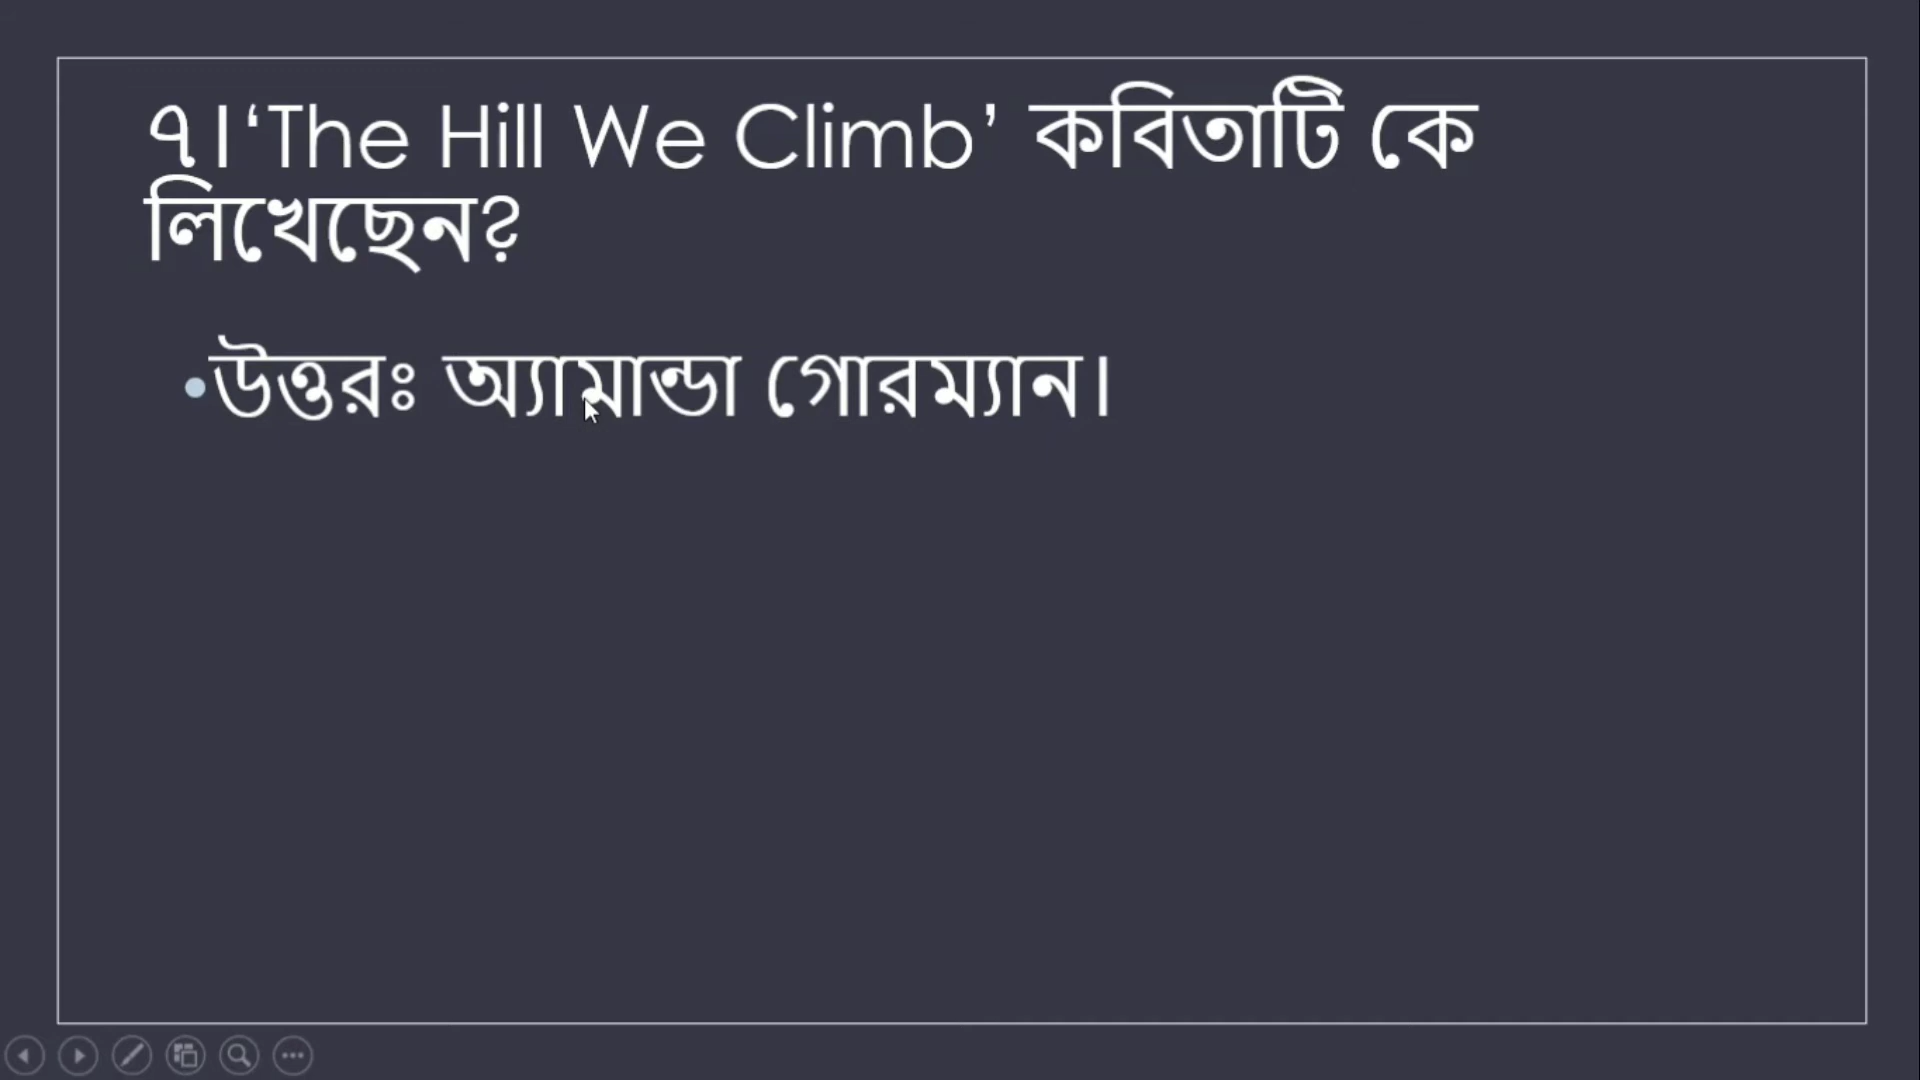 ৭।‘The Hill We Climb’ কবিতাটি কে
লিখেছেন?
•উত্তরঃ অ্যামান্ডা গোরম্যান।